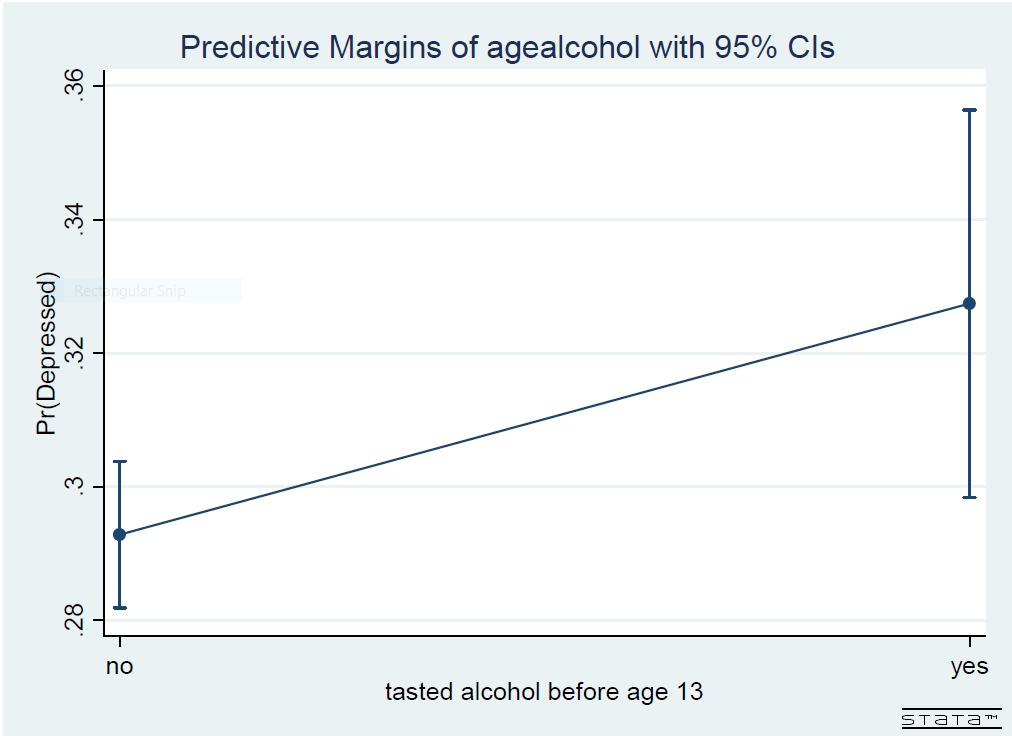 Predictive Margins of agealcohol with 95% CIs
.36
.34
.32
.3
.28
Pr(Depressed)
Rectangular Snip
no
yes
tasted alcohol before age 13
STATA™